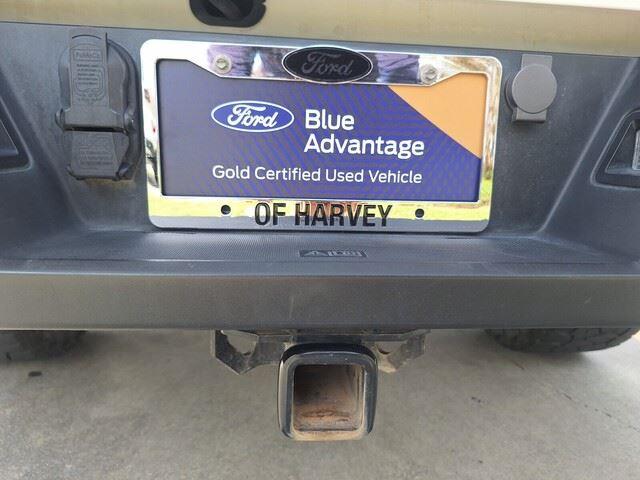 Ford
Ford
Blue
Advantage
Gold Certified Used Vehicle
OF HARVEY